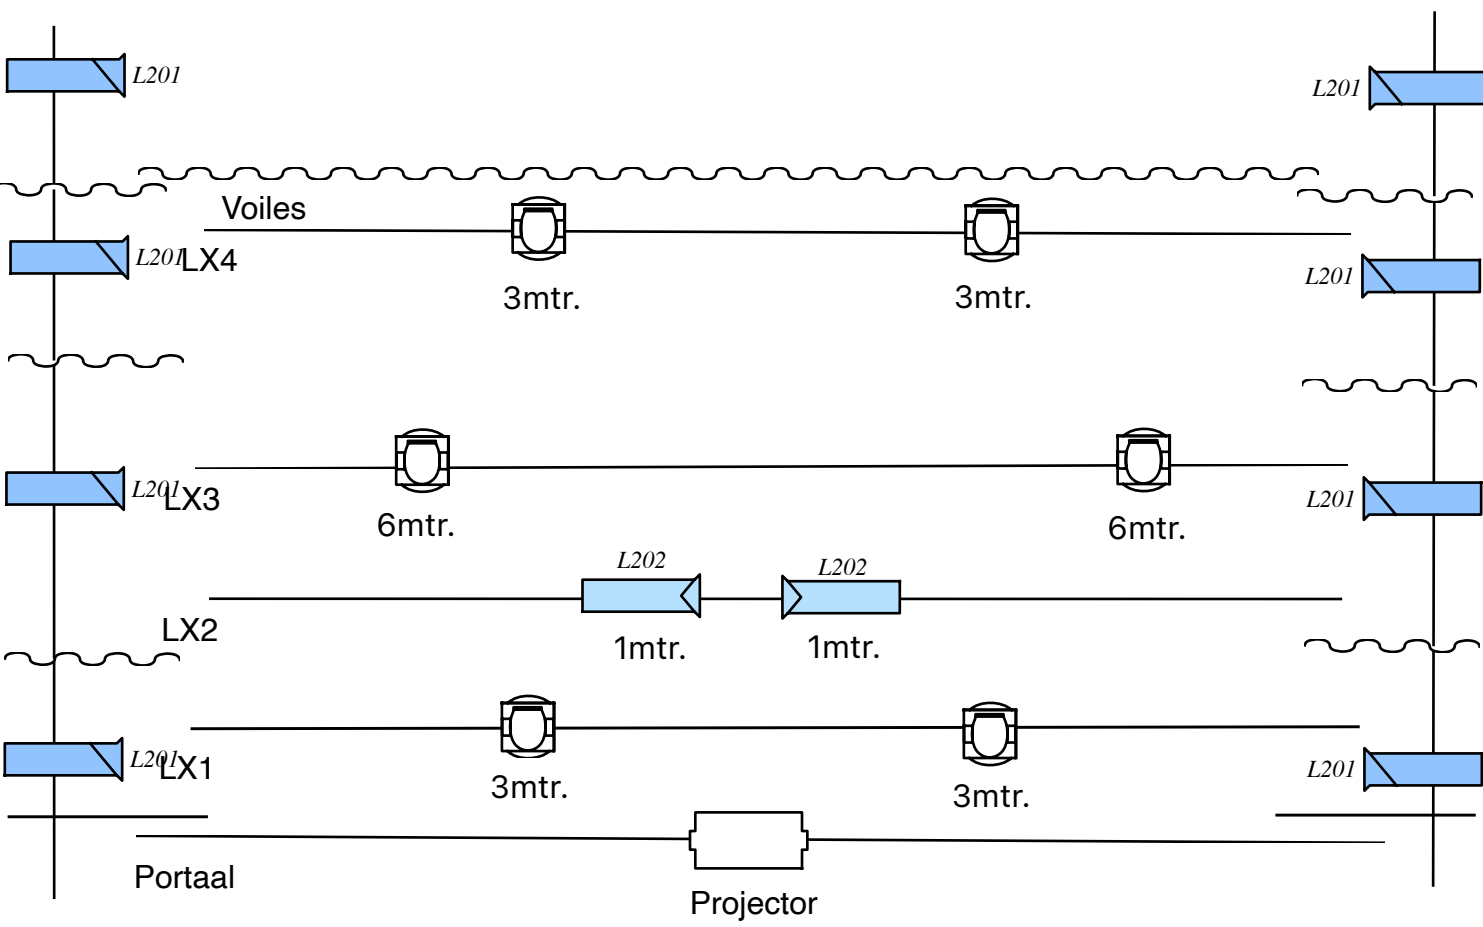 L201
L201
Voiles
L201
LX4
L201
3mtr.
3mtr.
L201
LX3
L201
6mtr.
6mtr.
L202
L202
LX2
1mtr.
1mtr.
L201
LX1
L201
3mtr.
3mtr.
Portaal
Projector